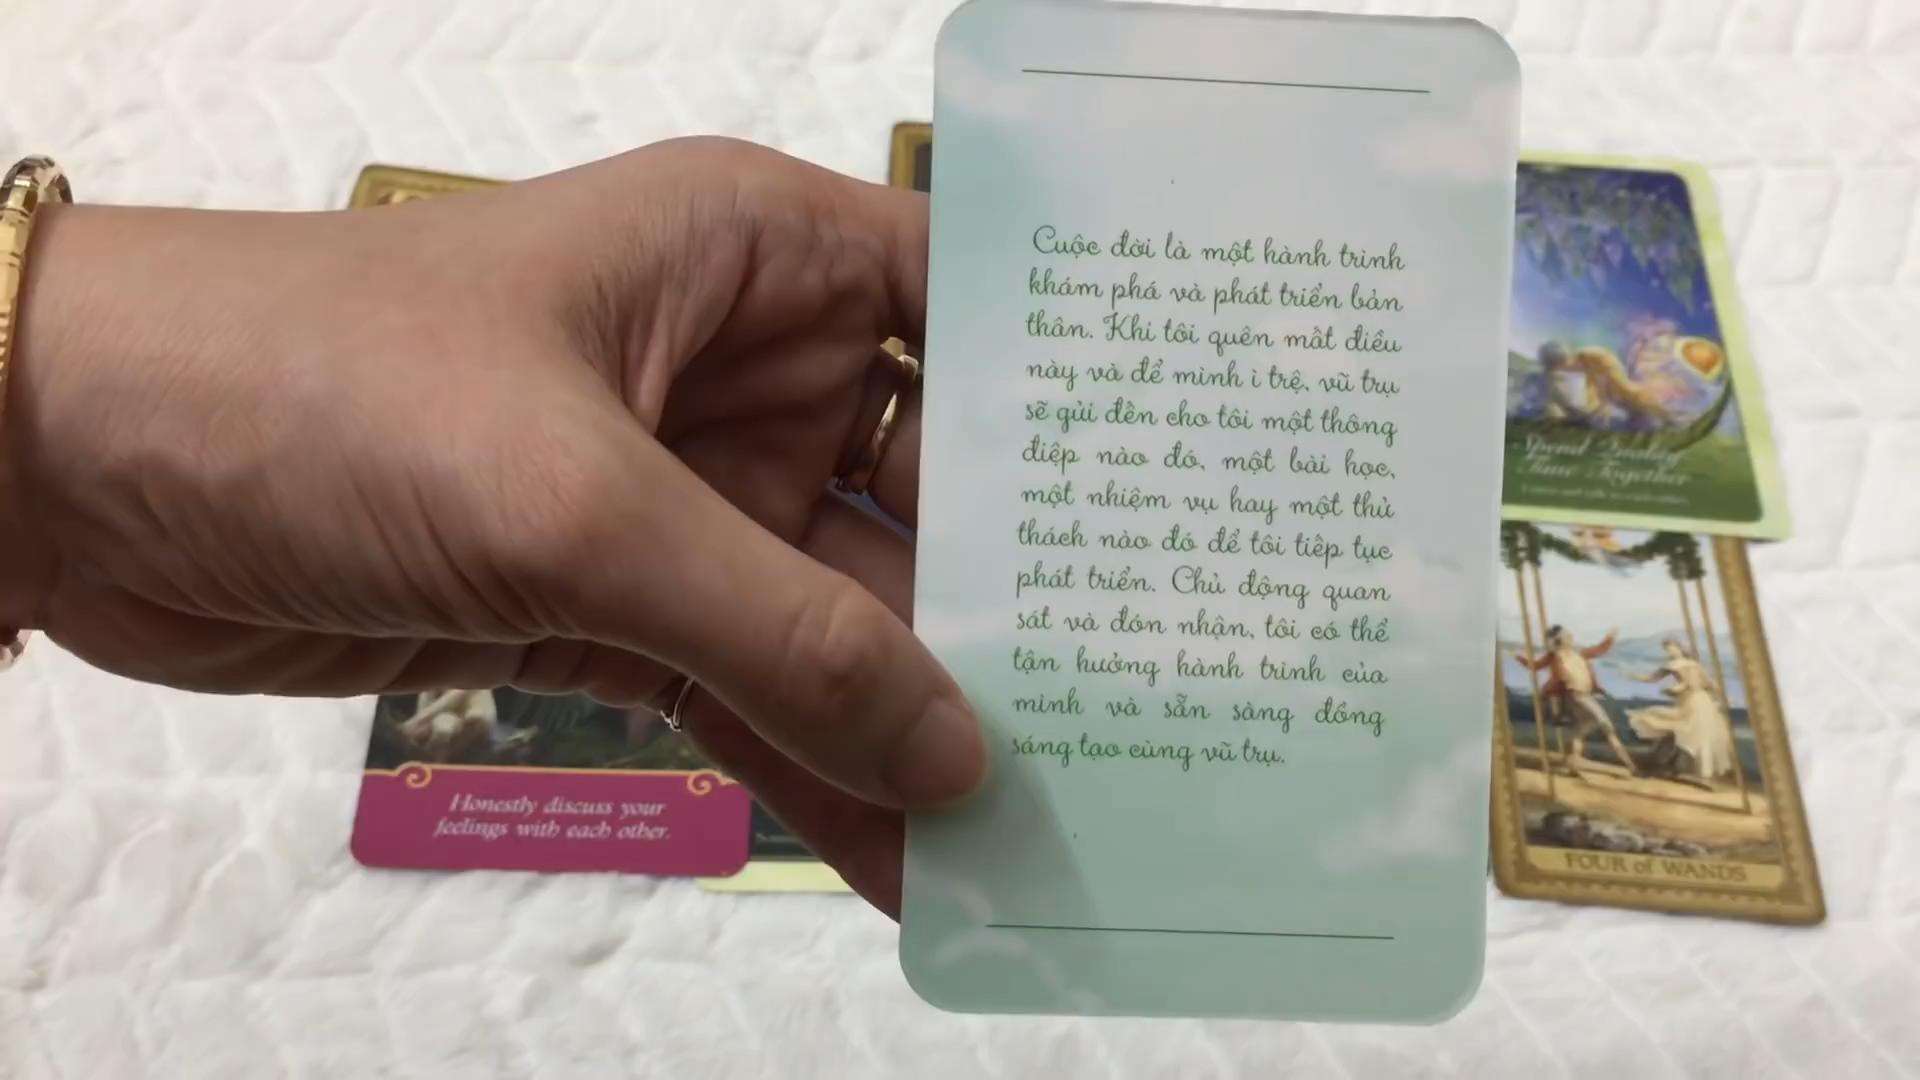 Cuộc đời là một hành trình
khám phá và phát triển bản
thân. Khi tôi quên mất điều
này và để mình ì trệ, vũ trụ
sẽ gửi đến cho tôi một thông
điệp nào đó, một bài học,
một nhiệm vụ hay một thử
thách nào đó để tôi tiếp tục
phát triển. Chủ động quan
sát và đón nhận, tôi có thể
tận hưởng hành trình của
mình và sẵn sàng đồng
sáng tạo cùng vũ trụ.
Honestly discuss your
feelings with each other.
Spend Quality
Time Together
FOUR of WANDS